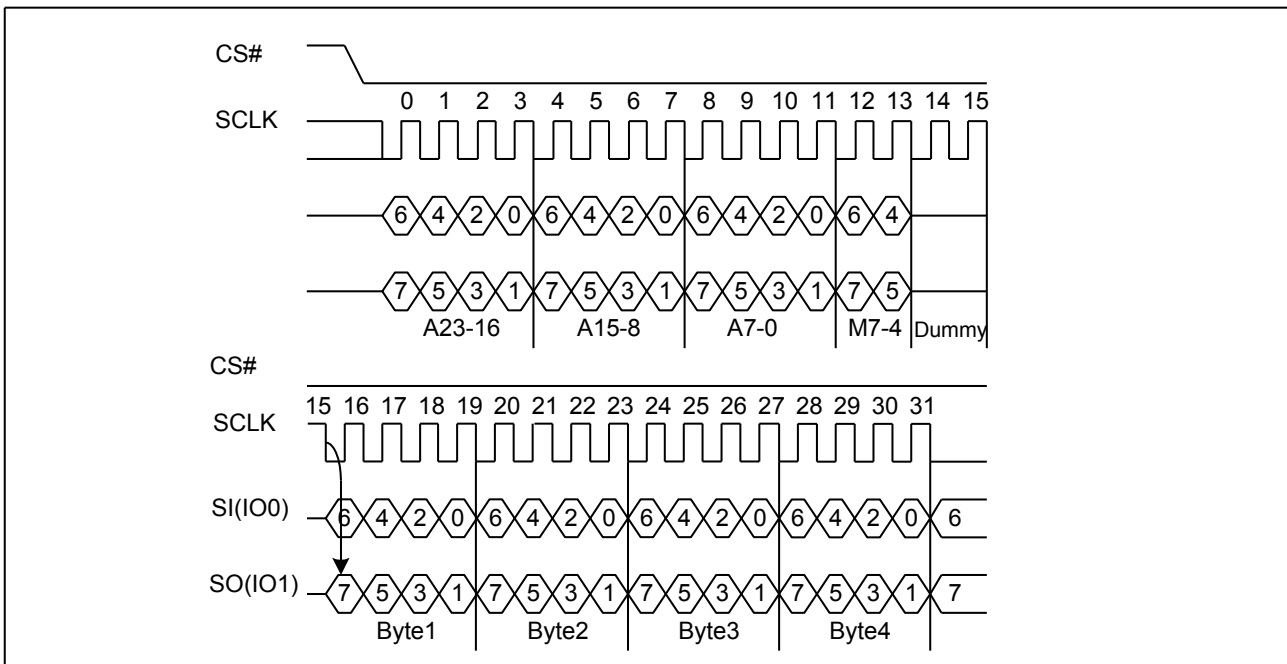 CS#
0 1 2 3 4 5 6 7 8 9 10 11 12 13 14 15
SCLK
6 4 2 0 6 4 2 0 6 4 2 0 6 4
7 5 3 1 7 5 3 1 7 5 3 1 7 5
A23-16 A15-8 A7-0 M7-4 Dummy
CS#
15 16 17 18 19 20 21 22 23 24 25 26 27 28 29 30 31
SCLK
SI(IO0) 6 4 2 0 6 4 2 0 6 4 2 0 6 4 2 0 6
SO(IO1) 7 5 3 1 7 5 3 1 7 5 3 1 7 5 3 1 7
Byte1 Byte2 Byte3 Byte4